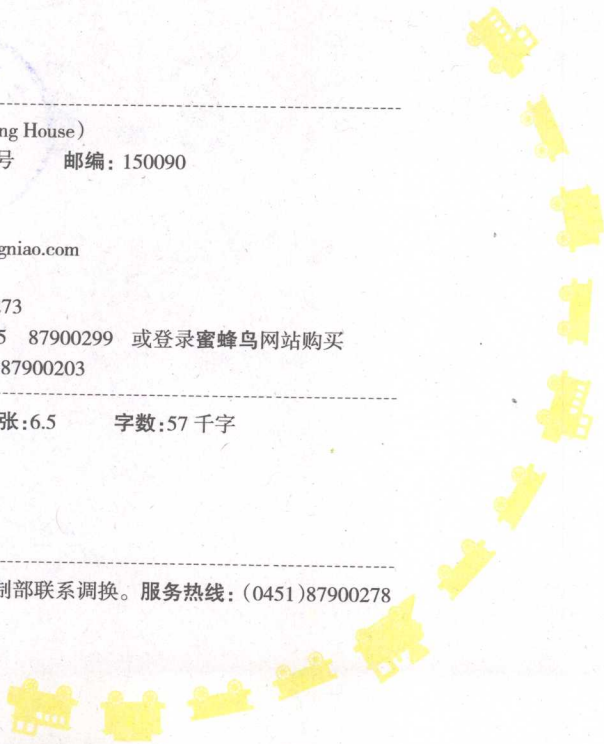 ng House)
号 邮编: 150090
gniao.com
273
5 87900299 或登录蜜蜂鸟网站购买
87900203
张:6.5 字数:57 千字
制部联系调换。服务热线: (0451)87900278